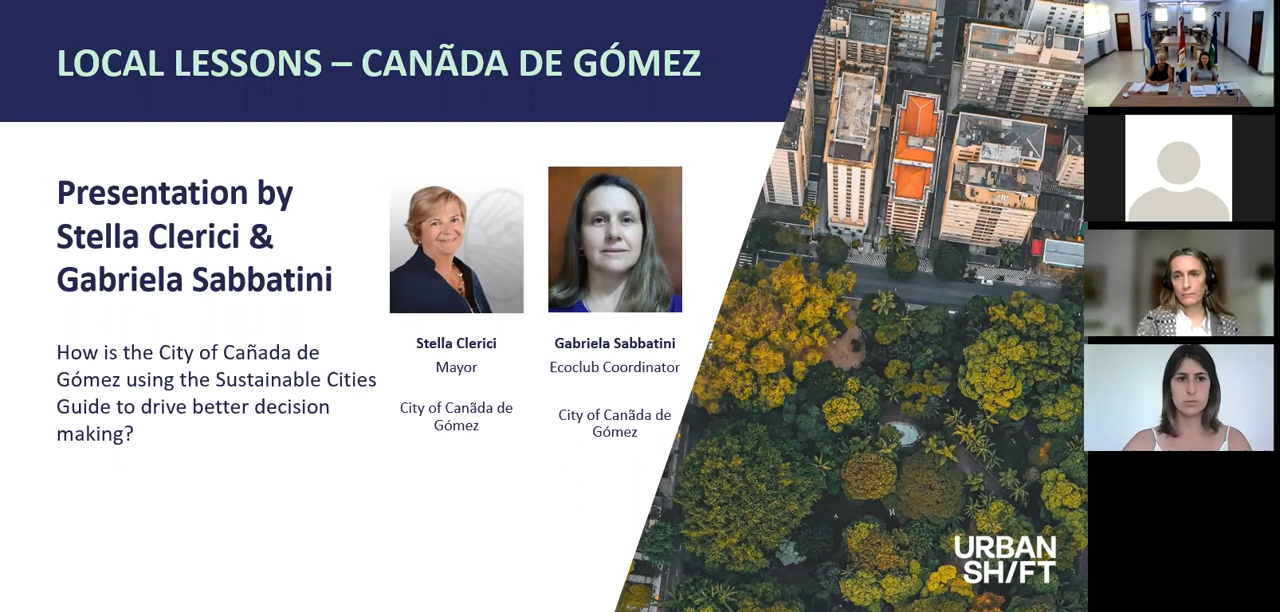 LOCAL LESSONS – CANÃDA DE GÓMEZ
Presentation by
Stella Clerici &
Gabriela Sabbatini
How is the City of Cañada de
Gómez using the Sustainable Cities
Guide to drive better decision
making?
Stella Clerici
Mayor
City of Canãda de
Gómez
Gabriela Sabbatini
Ecoclub Coordinator
City of Canãda de
Gómez
URBAN
SH/FT